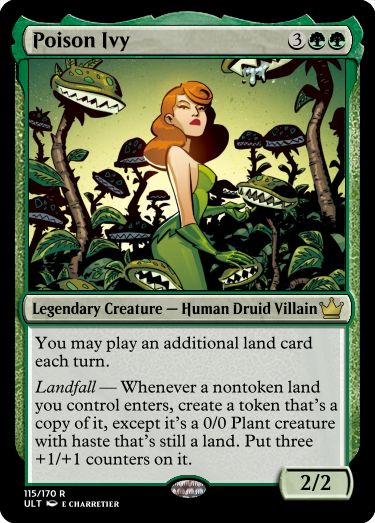 Poison Ivy 3
Legendary Creature — Human Druid Villain
You may play an additional land card
each turn.
Landfall — Whenever a nontoken land
you control enters, create a token that's a
copy of it, except it's a 0/0 Plant creature
with haste that's still a land. Put three
+1/+1 counters on it.
2/2
115/170 R
ULT E CHARRETIER